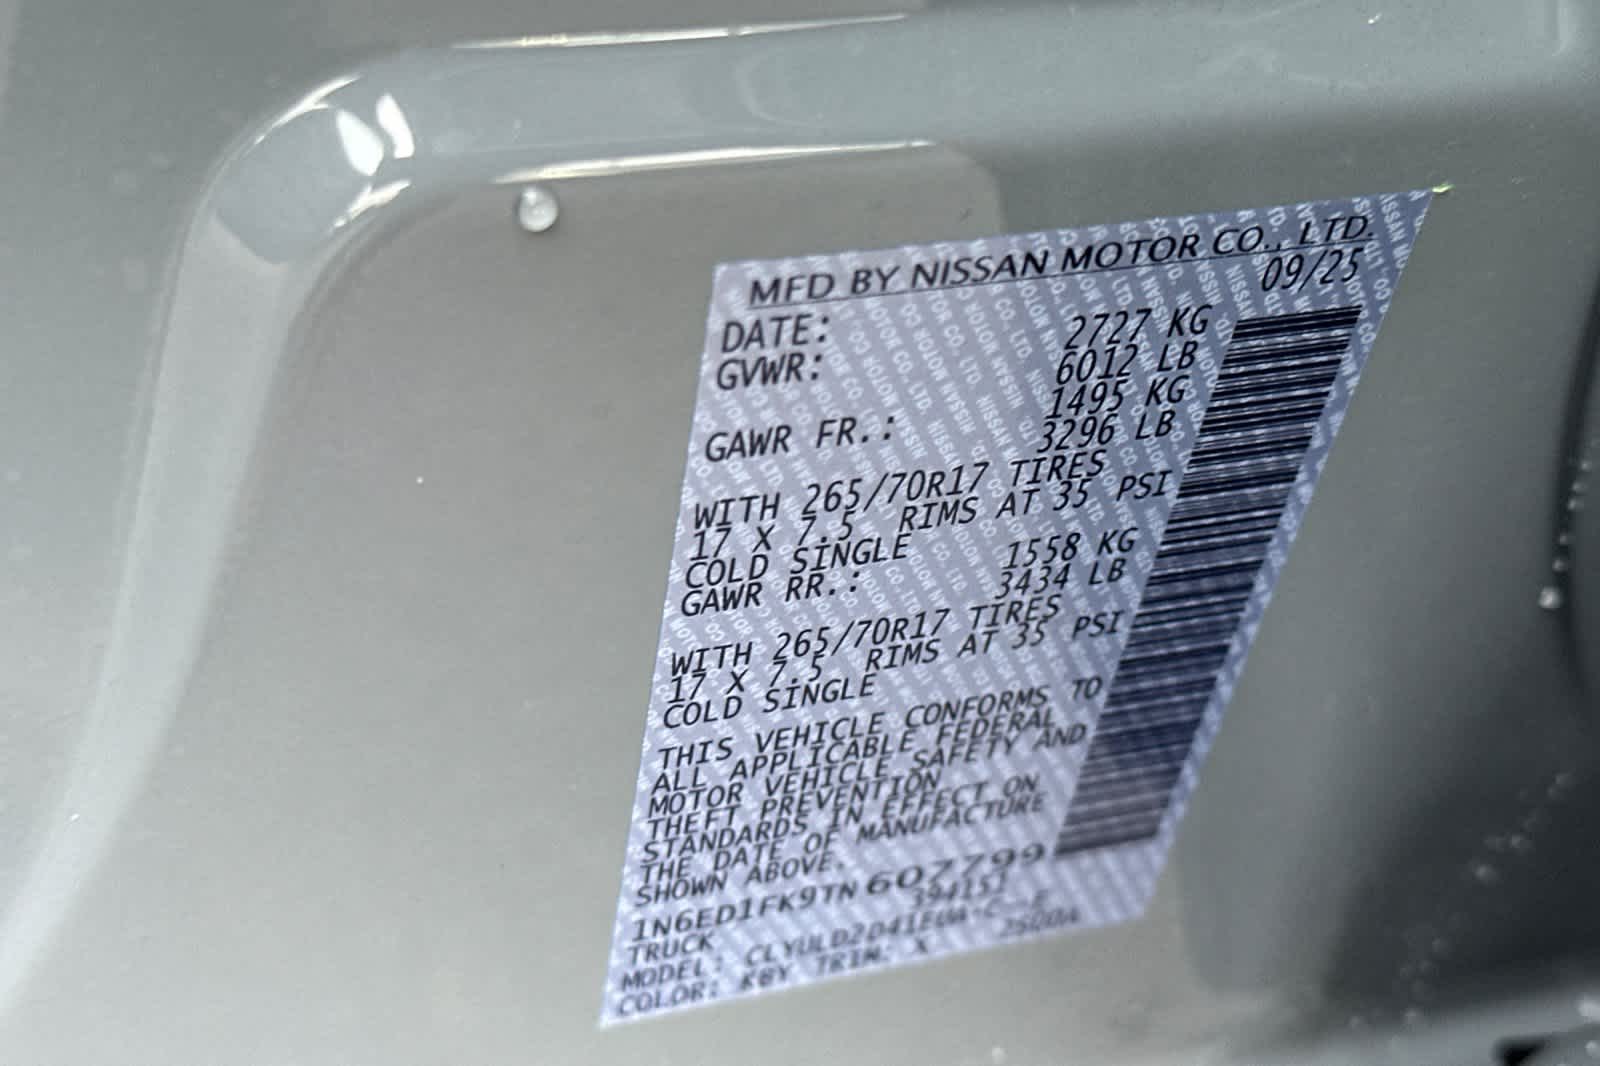 MFD BY NISSAN MOTOR CO., LTD.
DATE: 09/25
GVWR: 2727 KG
6012 LB
GAWR FR.: 1495 KG
3296 LB
WITH 265/70R17 TIRES
17 X 7.5 RIMS AT 35 PSI
COLD SINGLE
GAWR RR.: 1558 KG
3434 LB
WITH 265/70R17 TIRES
17 X 7.5 RIMS AT 35 PSI
COLD SINGLE
THIS VEHICLE CONFORMS TO
ALL APPLICABLE FEDERAL
MOTOR VEHICLE SAFETY AND
THEFT PREVENTION
STANDARDS IN EFFECT ON
THE DATE OF MANUFACTURE
SHOWN ABOVE.
1N6ED1FK9TN607799
TRUCK 394151
MODEL:
COLOR: KBY TRIM: X